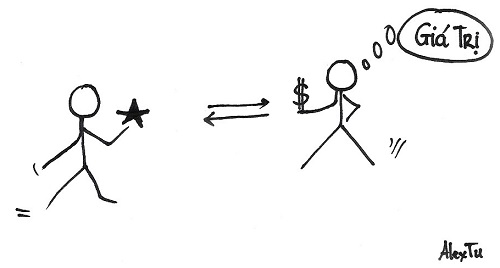 Giá Trị
$
AlexTu